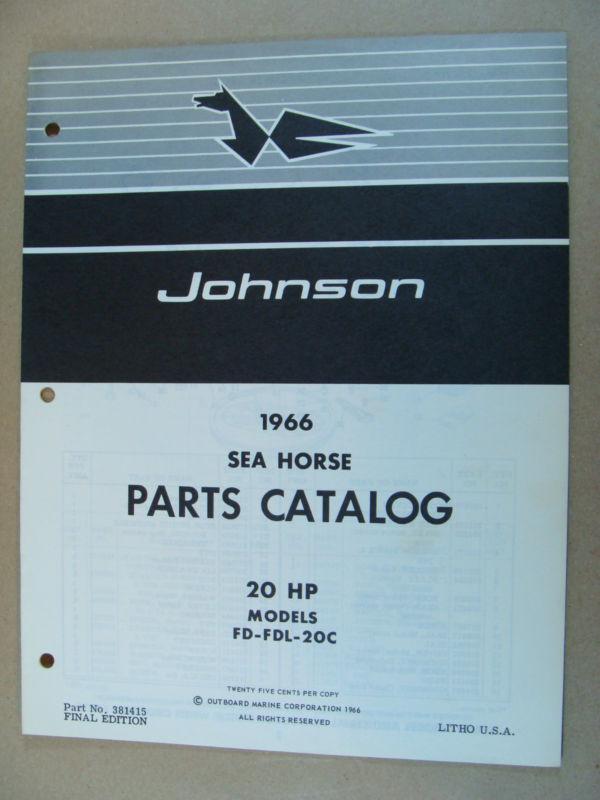 Johnson
1966
SEA HORSE
PARTS CATALOG
20 HP
MODELS
FD-FDL-20C
TWENTY FIVE CENTS PER COPY
© OUTBOARD MARINE CORPORATION 1966
ALL RIGHTS RESERVED
Part No. 381415
FINAL EDITION
LITHO U.S.A.